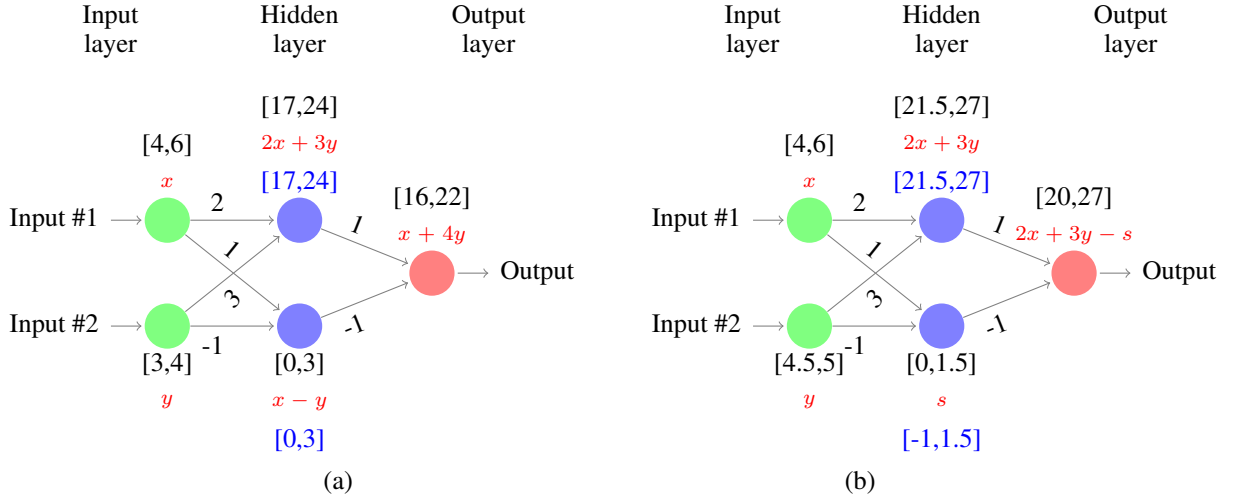 Input layer
Hidden layer
Output layer
[17,24]
[4,6]
2x + 3y
x
[17,24]
[16,22]
Input #1
2
1
x + 4y
1
Output
3
Input #2
-1
-1
[3,4]
[0,3]
y
x − y
[0,3]
(a)
Input layer
Hidden layer
Output layer
[21.5,27]
[4,6]
2x + 3y
x
[21.5,27]
[20,27]
Input #1
2
1
2x + 3y − s
1
Output
3
Input #2
-1
-1
[4.5,5]
[0,1.5]
y
s
[-1,1.5]
(b)